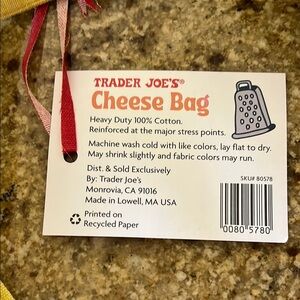 TRADER JOE'S®
Cheese Bag
Heavy Duty 100% Cotton.
Reinforced at the major stress points.
Machine wash cold with like colors, lay flat to dry.
May shrink slightly and fabric colors may run.
Dist. & Sold Exclusively
By: Trader Joe's
Monrovia, CA 91016
Made in Lowell, MA USA
SKU# 80578
Printed on
Recycled Paper
0080 5780